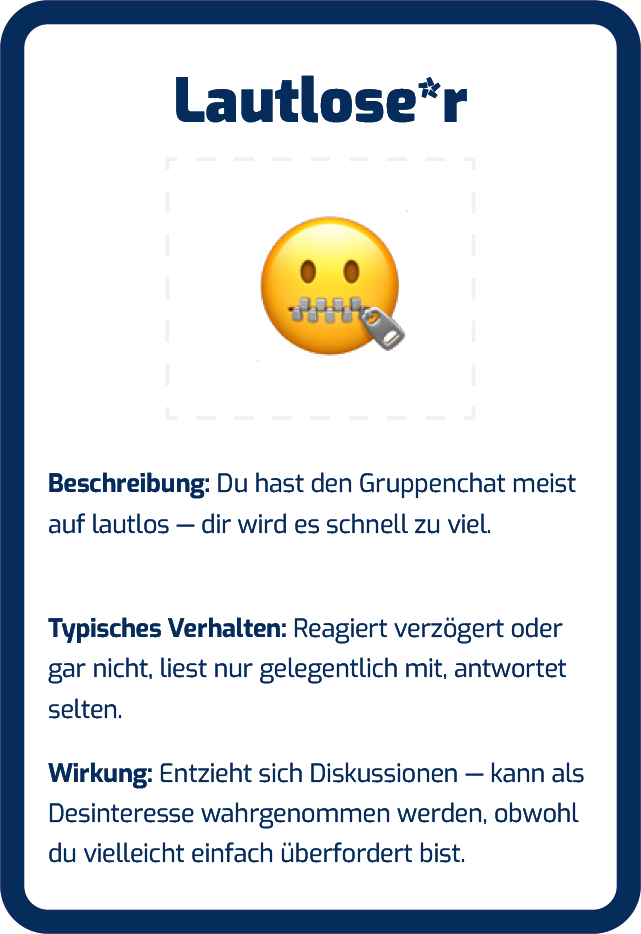 Lautlose*r
Beschreibung: Du hast den Gruppenchat meist
auf lautlos — dir wird es schnell zu viel.
Typisches Verhalten: Reagiert verzögert oder
gar nicht, liest nur gelegentlich mit, antwortet
selten.
Wirkung: Entzieht sich Diskussionen — kann als
Desinteresse wahrgenommen werden, obwohl
du vielleicht einfach überfordert bist.